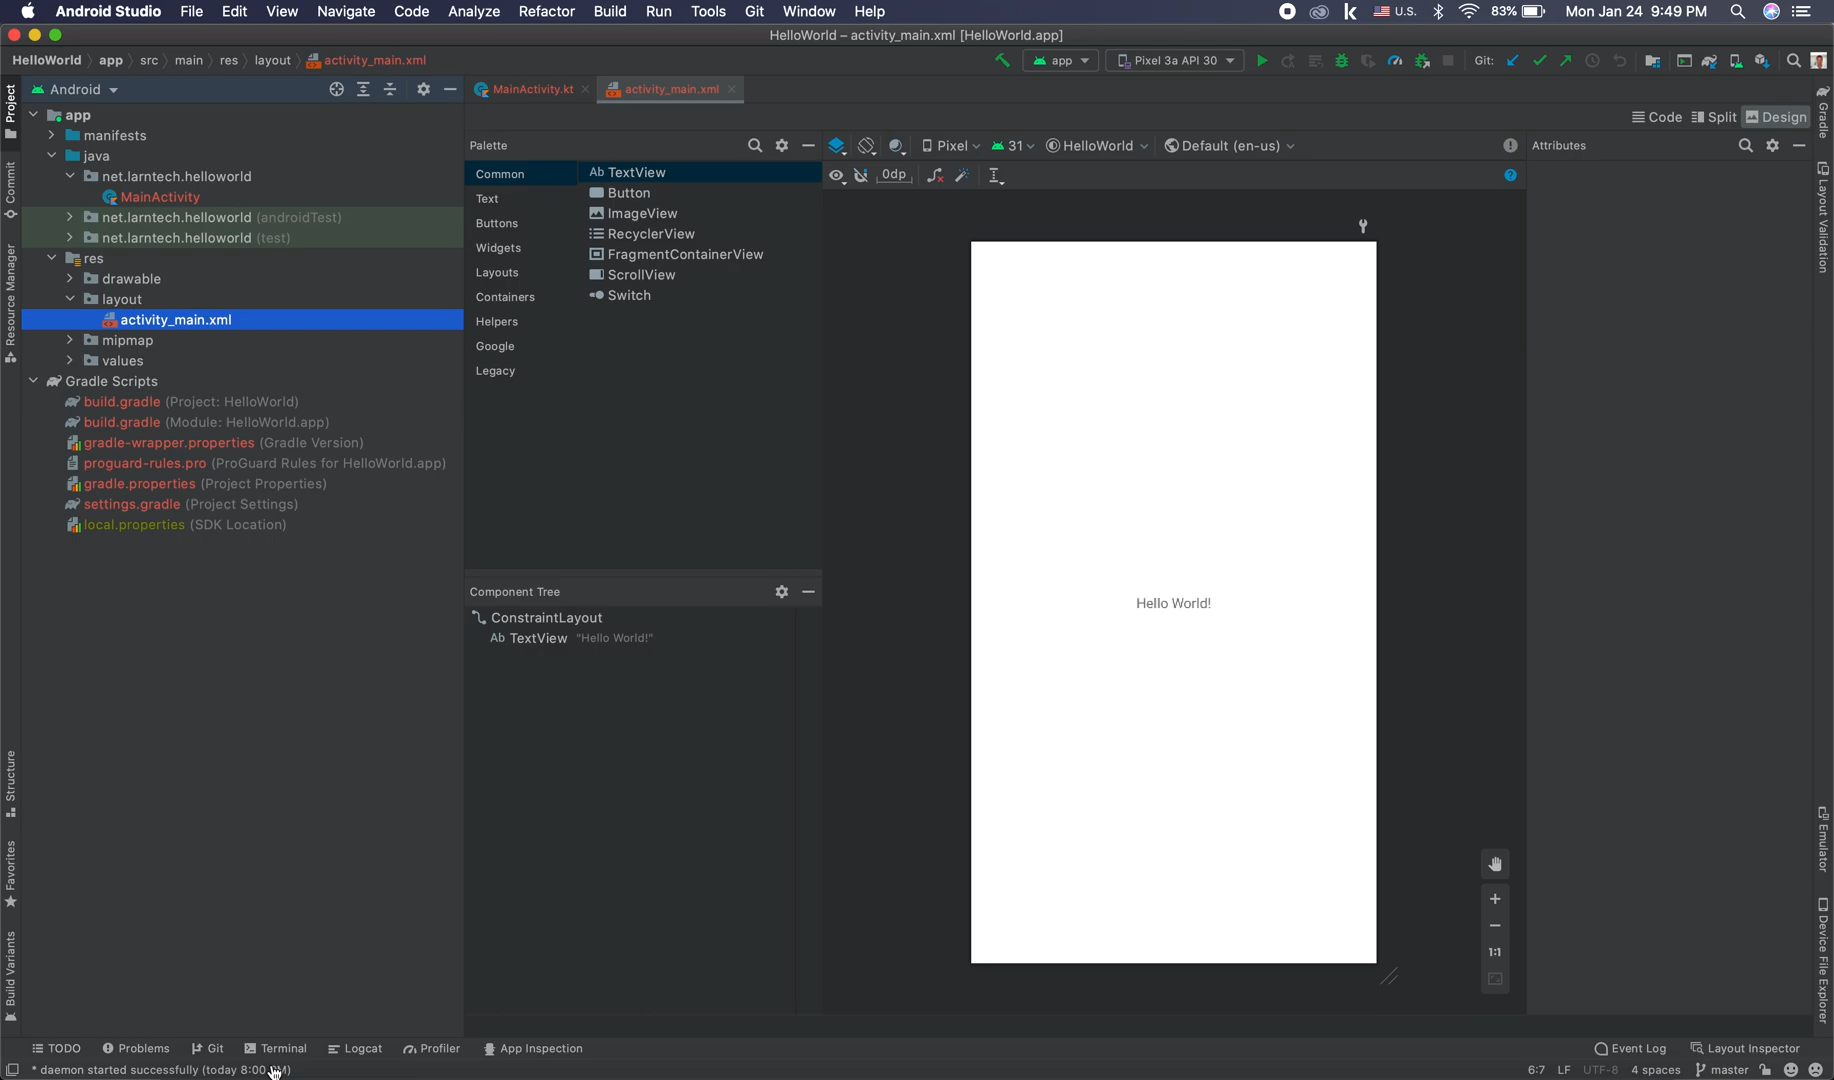 Android Studio File Edit View Navigate Code Analyze Refactor Build Run Tools Git Window Help U.S. 83% Mon Jan 24 9:49 PM
HelloWorld – activity_main.xml [HelloWorld.app]
HelloWorld app src main res layout activity_main.xml app Pixel 3a API 30 Git:
Android MainActivity.kt activity_main.xml
Code Split Design
Palette Pixel 31 HelloWorld Default (en-us) Attributes
0dp
Project
Commit
Resource Manager
Structure
Favorites
Build Variants
app
manifests
java
net.larntech.helloworld
MainActivity
net.larntech.helloworld (androidTest)
net.larntech.helloworld (test)
res
drawable
layout
activity_main.xml
mipmap
values
Gradle Scripts
build.gradle (Project: HelloWorld)
build.gradle (Module: HelloWorld.app)
gradle-wrapper.properties (Gradle Version)
proguard-rules.pro (ProGuard Rules for HelloWorld.app)
gradle.properties (Project Properties)
settings.gradle (Project Settings)
local.properties (SDK Location)
Common
Text
Buttons
Widgets
Layouts
Containers
Helpers
Google
Legacy
Ab TextView
Button
ImageView
RecyclerView
FragmentContainerView
ScrollView
Switch
Component Tree
ConstraintLayout
Ab TextView "Hello World!"
Hello World!
1:1
Gradle
Layout Validation
Emulator
Device File Explorer
TODO Problems Git Terminal Logcat Profiler App Inspection Event Log Layout Inspector
* daemon started successfully (today 8:00 PM) 6:7 LF UTF-8 4 spaces master